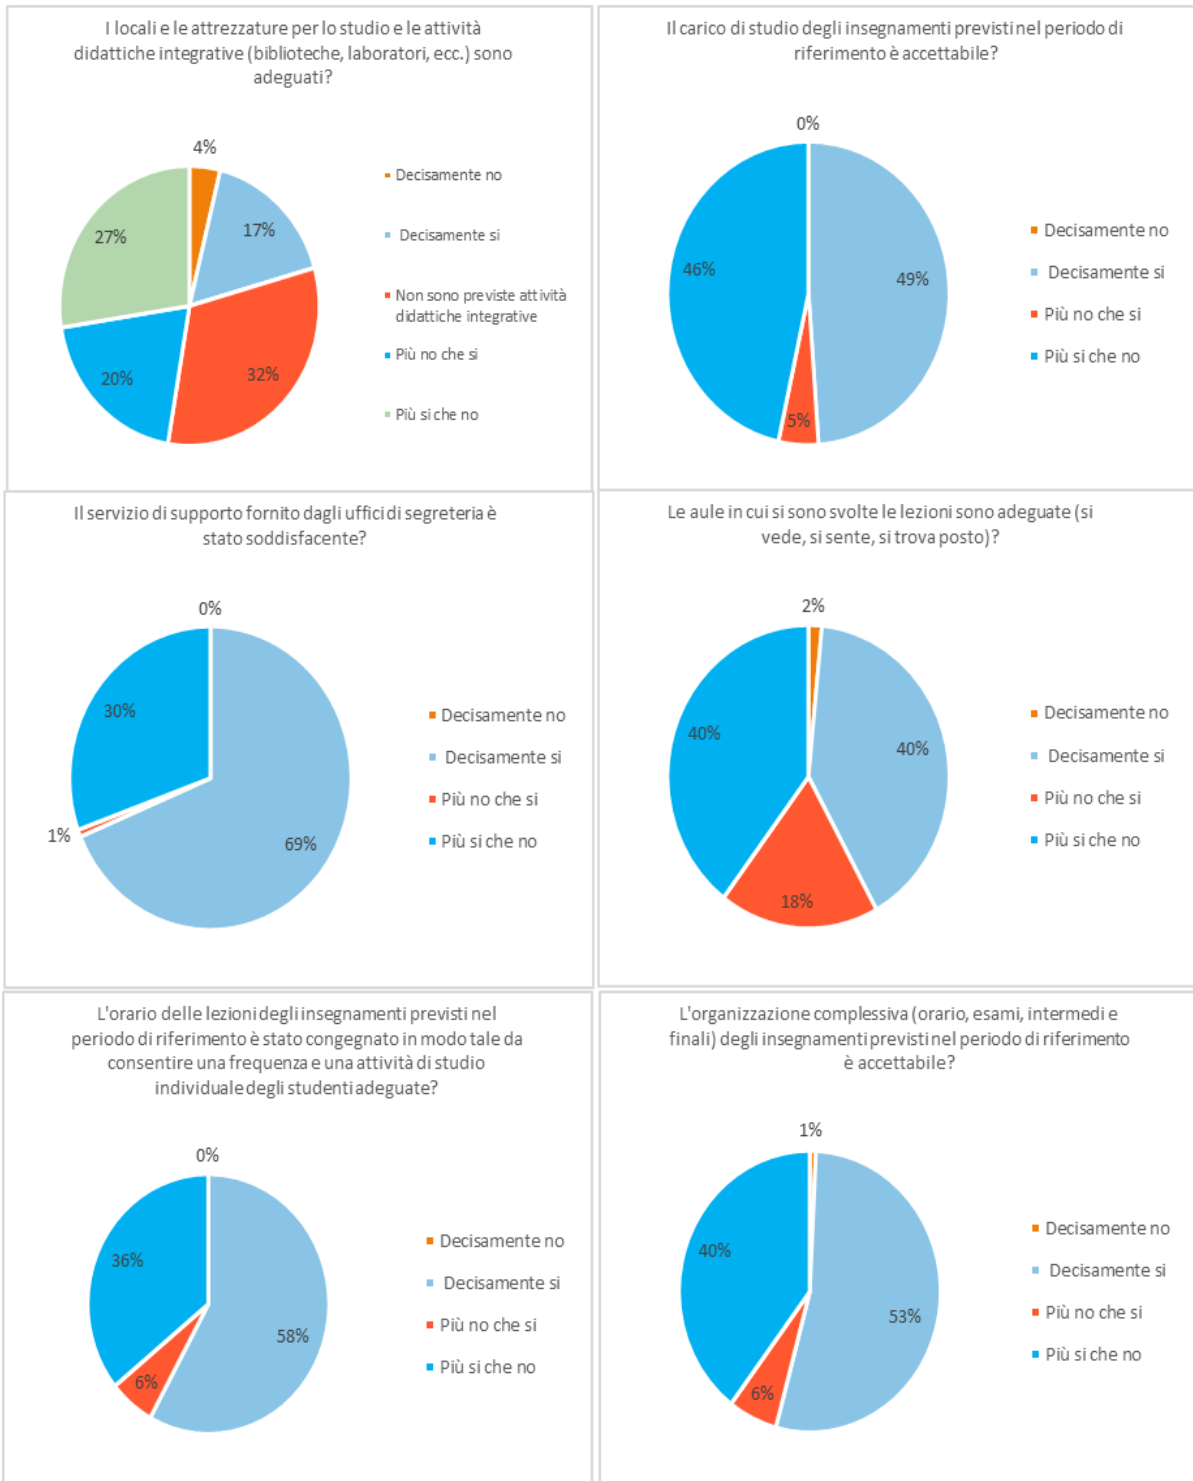 I locali e le attrezzature per lo studio e le attività
didattiche integrative (biblioteche, laboratori, ecc.) sono
adeguati?
4%
17%
32%
20%
27%
Decisamente no
Decisamente si
Non sono previste attività
didattiche integrative
Più no che si
Più si che no
Il carico di studio degli insegnamenti previsti nel periodo di
riferimento è accettabile?
0%
49%
5%
46%
Decisamente no
Decisamente si
Più no che si
Più si che no
Il servizio di supporto fornito dagli uffici di segreteria è
stato soddisfacente?
0%
69%
1%
30%
Decisamente no
Decisamente si
Più no che si
Più si che no
Le aule in cui si sono svolte le lezioni sono adeguate (si
vede, si sente, si trova posto)?
2%
40%
18%
40%
Decisamente no
Decisamente si
Più no che si
Più si che no
L'orario delle lezioni degli insegnamenti previsti nel
periodo di riferimento è stato congegnato in modo tale da
consentire una frequenza e una attività di studio
individuale degli studenti adeguate?
0%
58%
6%
36%
Decisamente no
Decisamente si
Più no che si
Più si che no
L'organizzazione complessiva (orario, esami, intermedi e
finali) degli insegnamenti previsti nel periodo di riferimento
è accettabile?
1%
53%
6%
40%
Decisamente no
Decisamente si
Più no che si
Più si che no